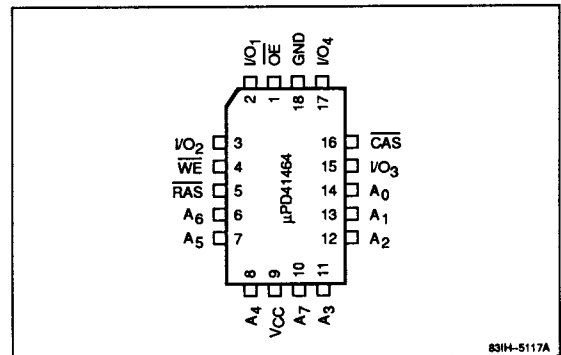 I/O1 OE GND I/O4
2 1 18 17
I/O2 3 16 CAS
WE 4 15 I/O3
RAS 5 14 A0
A6 6 13 A1
A5 7 12 A2
μPD41464
8 9 10 11
A4 VCC A7 A3
83IH-5117A